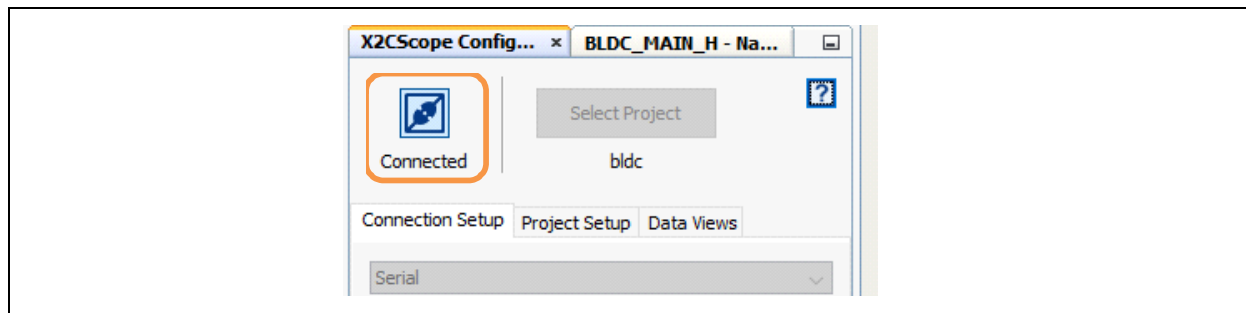 X2CScope Config... × BLDC_MAIN_H - Na...
?
Select Project
Connected bldc
Connection Setup Project Setup Data Views
Serial